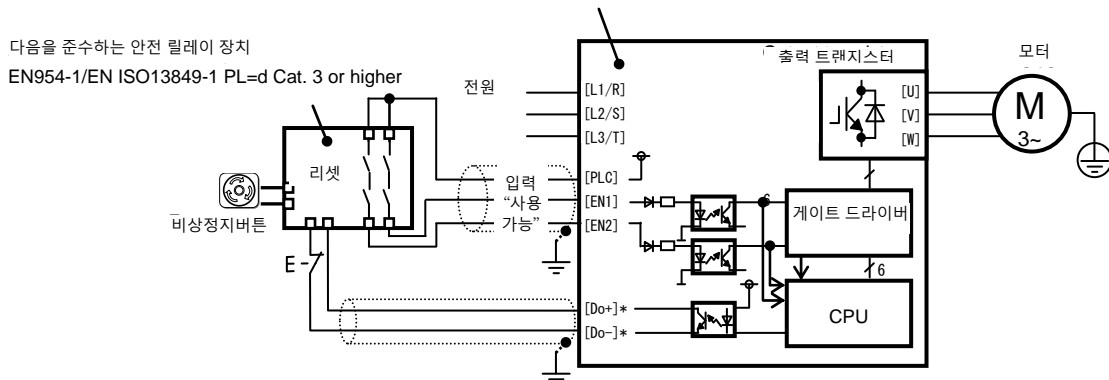 다음을 준수하는 안전 릴레이 장치
EN954-1/EN ISO13849-1 PL=d Cat. 3 or higher
전원
출력 트랜지스터
모터
[L1/R]
[L2/S]
[L3/T]
[U]
[V]
[W]
M
3~
리셋
비상정지버튼
입력
“사용
가능”
[PLC]
[EN1]
[EN2]
6
게이트 드라이버
6
CPU
E
[Do+]*
[Do-]*